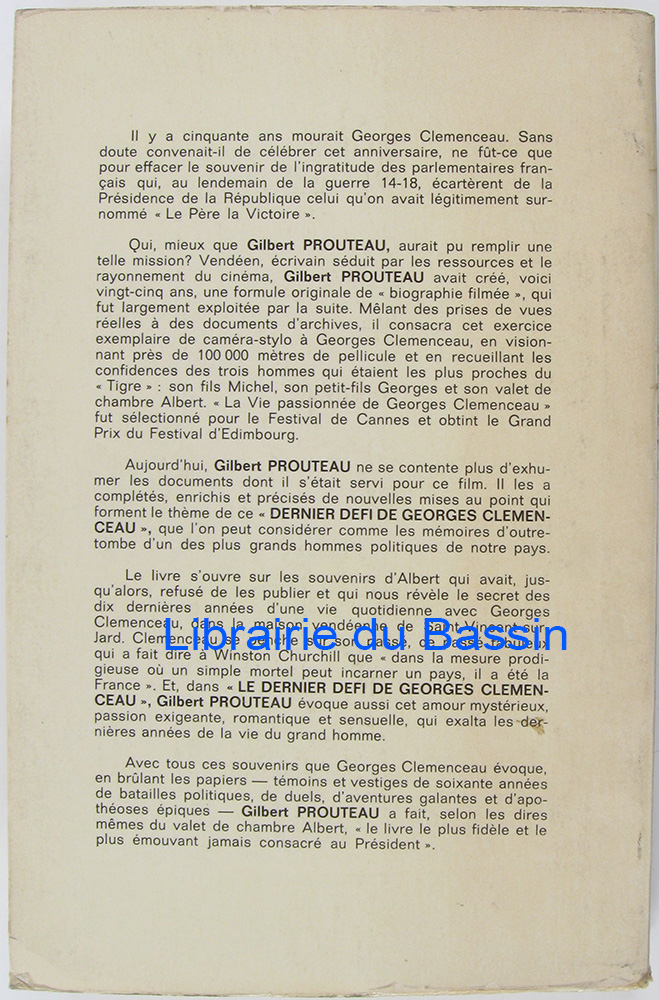 Il y a cinquante ans mourait Georges Clemenceau. Sans
doute convenait-il de célébrer cet anniversaire, ne fût-ce que
pour effacer le souvenir de l'ingratitude des parlementaires fran-
çais qui, au lendemain de la guerre 14-18, écartèrent de la
Présidence de la République celui qu'on avait légitimement sur-
nommé « Le Père la Victoire ».
Qui, mieux que Gilbert PROUTEAU, aurait pu remplir une
telle mission? Vendéen, écrivain séduit par les ressources et le
rayonnement du cinéma, Gilbert PROUTEAU avait créé, voici
vingt-cinq ans, une formule originale de « biographie filmée », qui
fut largement exploitée par la suite. Mêlant des prises de vues
réelles à des documents d'archives, il consacra cet exercice
exemplaire de caméra-stylo à Georges Clemenceau, en vision-
nant près de 100 000 mètres de pellicule et en recueillant les
confidences des trois hommes qui étaient les plus proches du
« Tigre » : son fils Michel, son petit-fils Georges et son valet de
chambre Albert. « La Vie passionnée de Georges Clemenceau »
fut sélectionné pour le Festival de Cannes et obtint le Grand
Prix du Festival d'Edimbourg.
Aujourd'hui, Gilbert PROUTEAU ne se contente plus d'exhu-
mer les documents dont il s'était servi pour ce film. Il les a
complétés, enrichis et précisés de nouvelles mises au point qui
forment le thème de ce « DERNIER DEFI DE GEORGES CLEMEN-
CEAU », que l'on peut considérer comme les mémoires d'outre-
tombe d'un des plus grands hommes politiques de notre pays.
Le livre s'ouvre sur les souvenirs d'Albert qui avait, jus-
qu'alors, refusé de les publier et qui nous révèle le secret des
dix dernières années d'une vie quotidienne avec Georges
Clemenceau, dans la maison vendéenne de Saint-Vincent-sur-
Jard. Clemenceau se penche sur son passé, ce passé fabuleux
Librairie du Bassin
qui a fait dire à Winston Churchill que « dans la mesure prodi-
gieuse où un simple mortel peut incarner un pays, il a été la
France ». Et, dans « LE DERNIER DEFI DE GEORGES CLEMEN-
CEAU », Gilbert PROUTEAU évoque aussi cet amour mystérieux,
passion exigeante, romantique et sensuelle, qui exalta les der-
nières années de la vie du grand homme.
Avec tous ces souvenirs que Georges Clemenceau évoque,
en brûlant les papiers — témoins et vestiges de soixante années
de batailles politiques, de duels, d'aventures galantes et d'apo-
théoses épiques — Gilbert PROUTEAU a fait, selon les dires
mêmes du valet de chambre Albert, « le livre le plus fidèle et le
plus émouvant jamais consacré au Président ».